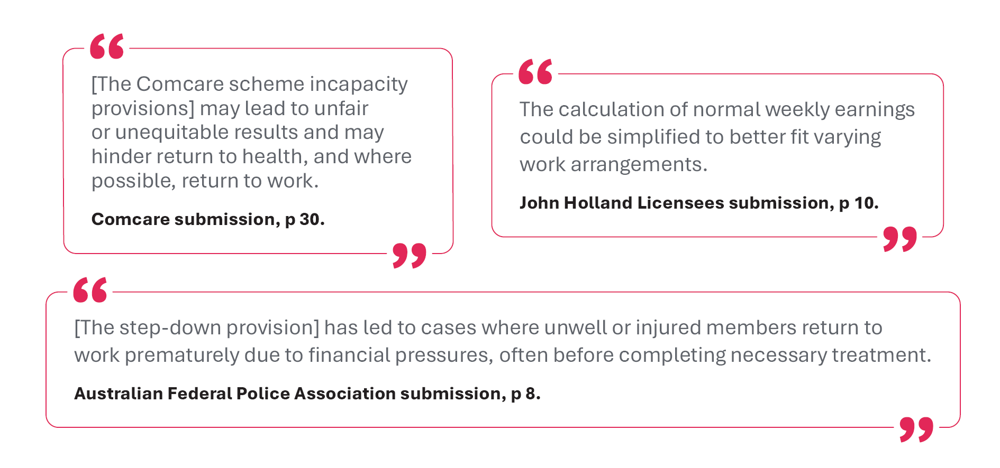 “
[The Comcare scheme incapacity
provisions] may lead to unfair
or unequitable results and may
hinder return to health, and where
possible, return to work.
Comcare submission, p 30.
”
“
The calculation of normal weekly earnings
could be simplified to better fit varying
work arrangements.
John Holland Licensees submission, p 10.
”
“
[The step-down provision] has led to cases where unwell or injured members return to
work prematurely due to financial pressures, often before completing necessary treatment.
Australian Federal Police Association submission, p 8.
”